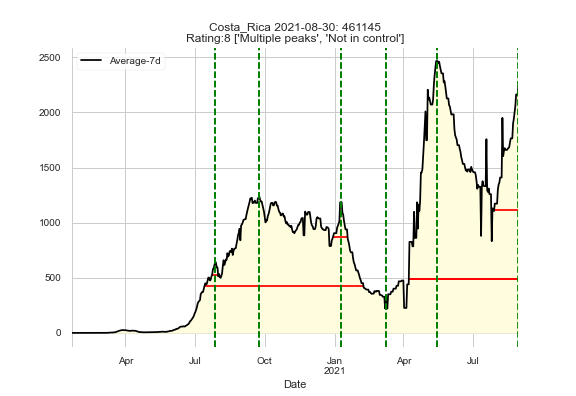 Costa_Rica 2021-08-30: 461145
Rating:8 ['Multiple peaks', 'Not in control']
Average-7d
2500
2000
1500
1000
500
0
Apr
Jul
Oct
Jan
2021
Apr
Jul
Date